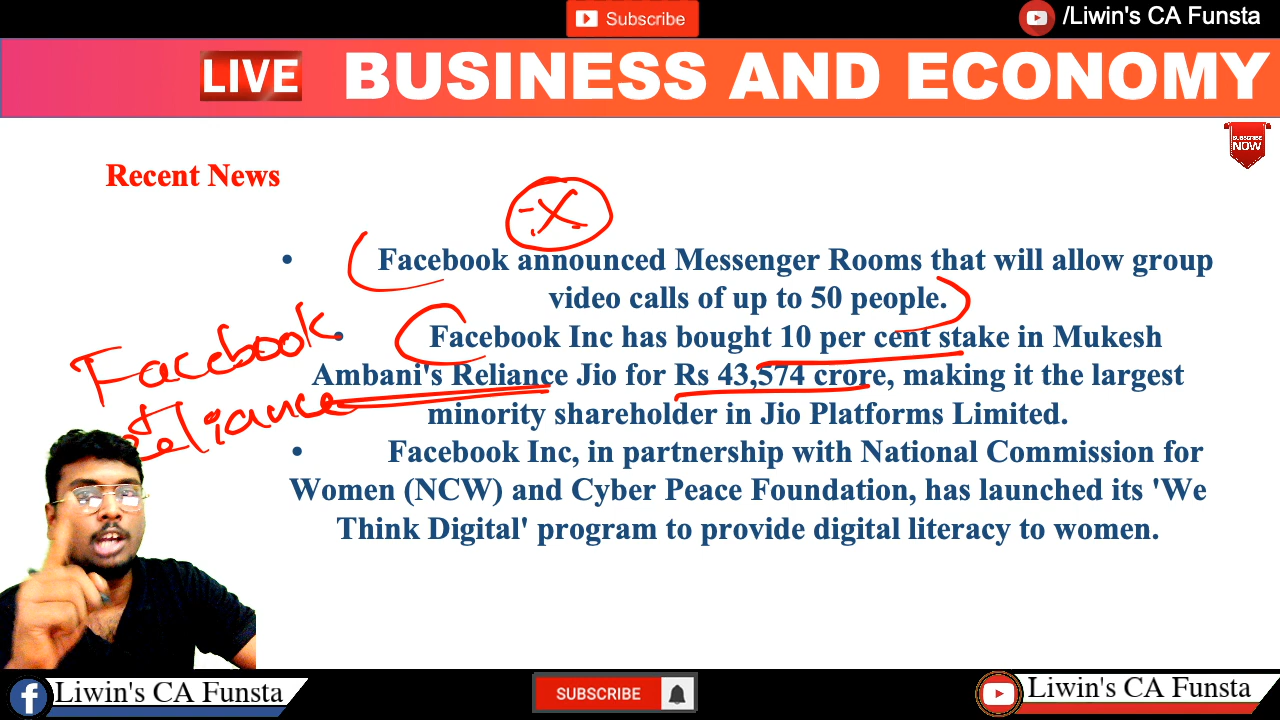 Subscribe
/Liwin's CA Funsta
LIVE BUSINESS AND ECONOMY
SUBSCRIBE
NOW
Recent News
X
• Facebook announced Messenger Rooms that will allow group
video calls of up to 50 people.
• Facebook Inc has bought 10 per cent stake in Mukesh
Ambani's Reliance Jio for Rs 43,574 crore, making it the largest
minority shareholder in Jio Platforms Limited.
Facebook
Reliance
• Facebook Inc, in partnership with National Commission for
Women (NCW) and Cyber Peace Foundation, has launched its 'We
Think Digital' program to provide digital literacy to women.
Liwin's CA Funsta
SUBSCRIBE
Liwin's CA Funsta